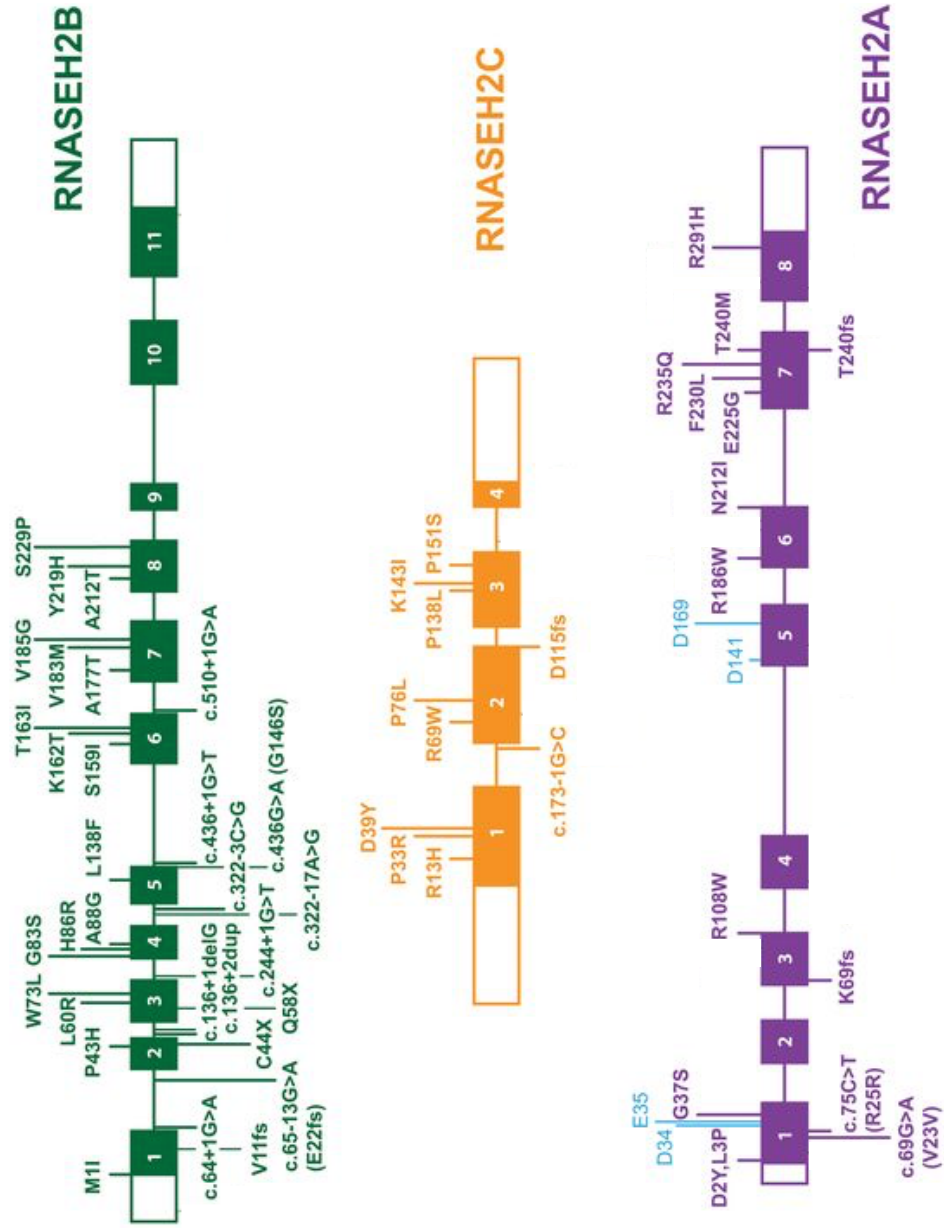 RNASEH2B
M1I
P43H
L60R
W73L
G83S
H86R
A88G
L138F
S159I
K162T
T163I
A177T
V183M
V185G
A212T
Y219H
S229P
1
2
3
4
5
6
7
8
9
10
11
c.64+1G>A
V11fs
c.65-13G>A
(E22fs)
C44X
c.136+1delG
c.136+2dup
Q58X
c.244+1G>T
c.322-17A>G
c.322-3C>G
c.436G>A (G146S)
c.436+1G>T
c.510+1G>A
RNASEH2C
R13H
P33R
D39Y
R69W
P76L
P138L
K143I
P151S
1
2
3
4
c.173-1G>C
D115fs
RNASEH2A
D2Y,L3P
D34
E35
G37S
R108W
D141
D169
R186W
N212I
E225G
F230L
R235Q
T240M
R291H
1
2
3
4
5
6
7
8
c.69G>A
(V23V)
c.75C>T
(R25R)
K69fs
T240fs